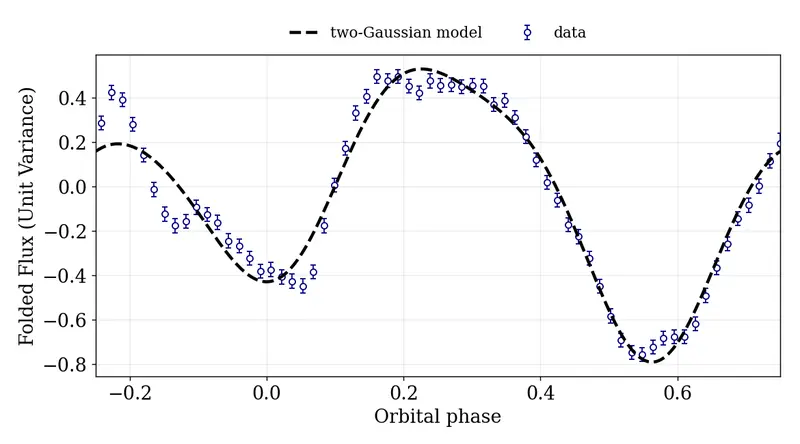 two-Gaussian model data
Folded Flux (Unit Variance)
0.4
0.2
0.0
−0.2
−0.4
−0.6
−0.8
−0.2 0.0 0.2 0.4 0.6
Orbital phase